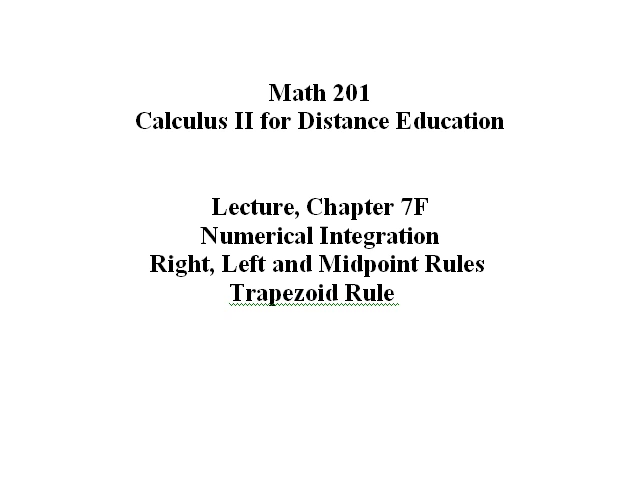 Math 201
Calculus II for Distance Education
Lecture, Chapter 7F
Numerical Integration
Right, Left and Midpoint Rules
Trapezoid Rule